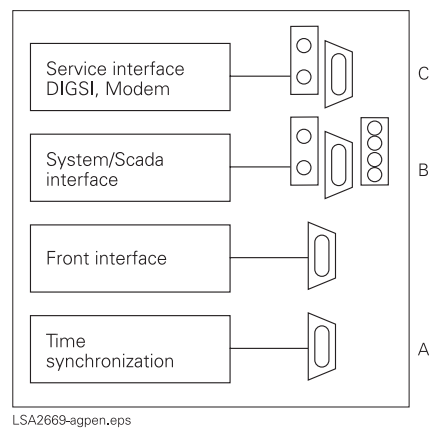 Service interface
DIGSI, Modem
C
System/Scada
interface
B
Front interface
Time
synchronization
A
LSA2669-agpen.eps